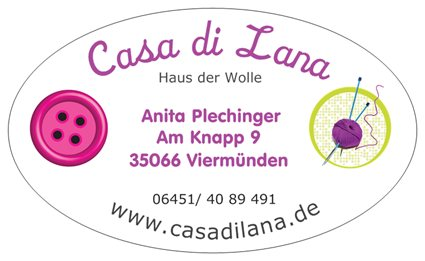 Casa di Lana
Haus der Wolle
Anita Plechinger
Am Knapp 9
35066 Viermünden
06451/ 40 89 491
www.casadilana.de